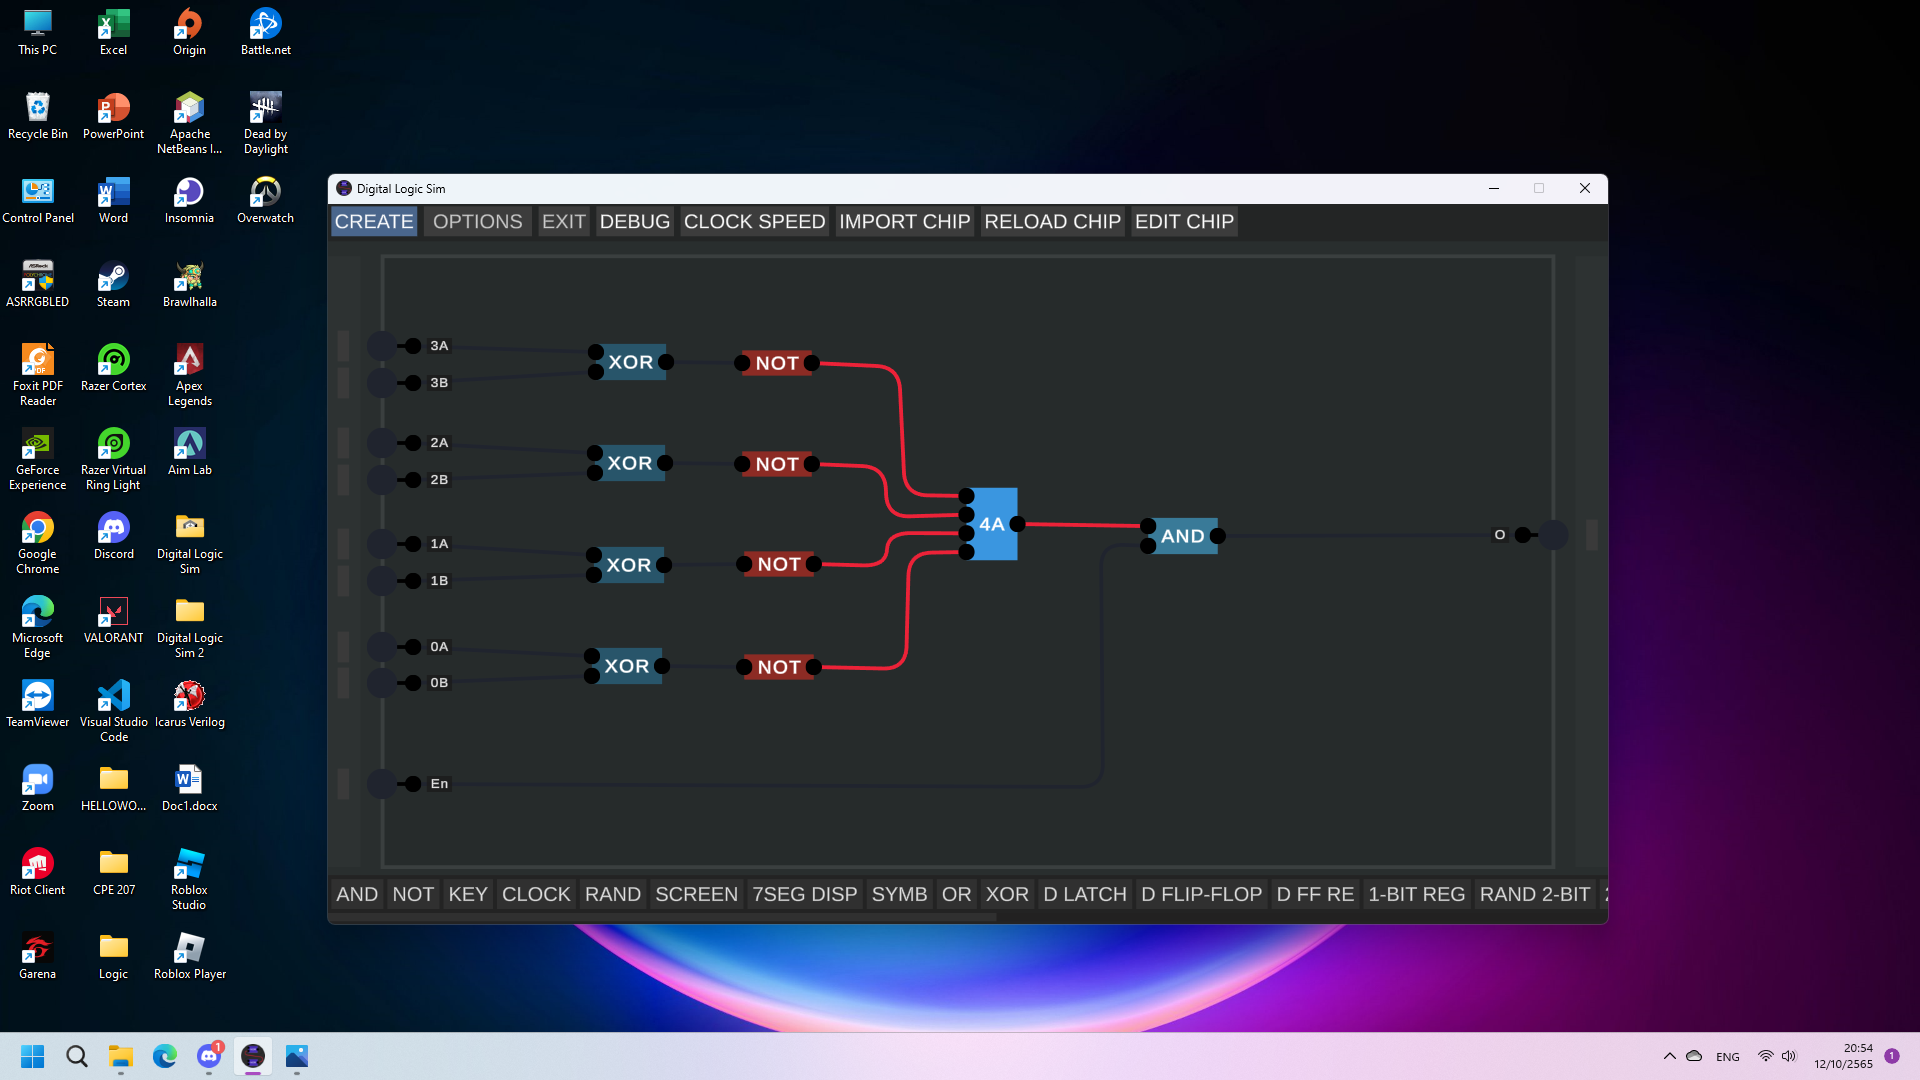 This PC
Excel
Origin
Battle.net
Recycle Bin
PowerPoint
Apache
NetBeans I...
Dead by
Daylight
Control Panel
Word
Insomnia
Overwatch
ASRRGBLED
Steam
Brawlhalla
Foxit PDF
Reader
Razer Cortex
Apex
Legends
GeForce
Experience
Razer Virtual
Ring Light
Aim Lab
Google
Chrome
Discord
Digital Logic
Sim
Microsoft
Edge
VALORANT
Digital Logic
Sim 2
TeamViewer
Visual Studio
Code
Icarus Verilog
Zoom
HELLOWO...
Doc1.docx
Riot Client
CPE 207
Roblox
Studio
Garena
Logic
Roblox Player
Digital Logic Sim
CREATE OPTIONS EXIT DEBUG CLOCK SPEED IMPORT CHIP RELOAD CHIP EDIT CHIP
3A
XOR NOT
3B
2A
XOR NOT
2B
4A
AND
O
1A
XOR NOT
1B
0A
XOR NOT
0B
En
AND NOT KEY CLOCK RAND SCREEN 7SEG DISP SYMB OR XOR D LATCH D FLIP-FLOP D FF RE 1-BIT REG RAND 2-BIT
1
ENG
20:54
12/10/2565
1